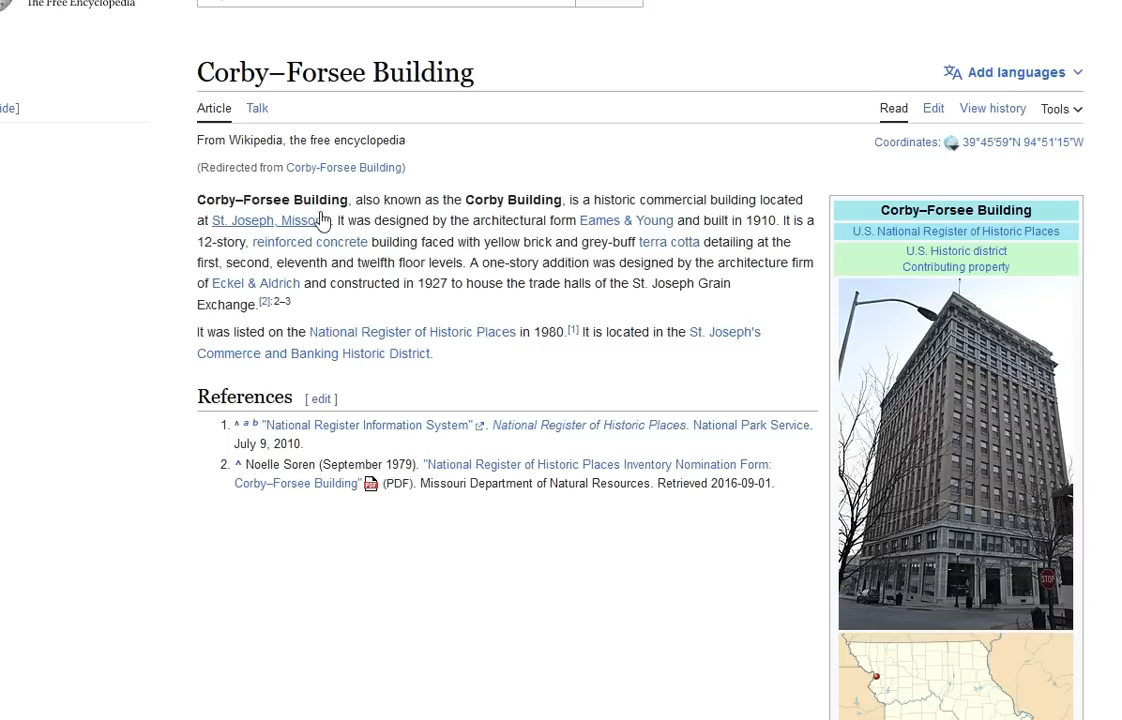 The Free Encyclopedia
Corby–Forsee Building
Add languages
ide]
Article Talk
Read Edit View history Tools
From Wikipedia, the free encyclopedia
Coordinates: 39°45′59″N 94°51′15″W
(Redirected from Corby-Forsee Building)
Corby–Forsee Building, also known as the Corby Building, is a historic commercial building located
at St. Joseph, Missou It was designed by the architectural form Eames & Young and built in 1910. It is a
12-story, reinforced concrete building faced with yellow brick and grey-buff terra cotta detailing at the
first, second, eleventh and twelfth floor levels. A one-story addition was designed by the architecture firm
of Eckel & Aldrich and constructed in 1927 to house the trade halls of the St. Joseph Grain
Exchange.[2]:2–3
It was listed on the National Register of Historic Places in 1980.[1] It is located in the St. Joseph's
Commerce and Banking Historic District.
References [ edit ]
1. ^ a b "National Register Information System". National Register of Historic Places. National Park Service.
July 9, 2010.
2. ^ Noelle Soren (September 1979). "National Register of Historic Places Inventory Nomination Form:
Corby–Forsee Building" (PDF). Missouri Department of Natural Resources. Retrieved 2016-09-01.
Corby–Forsee Building
U.S. National Register of Historic Places
U.S. Historic district
Contributing property
STOP